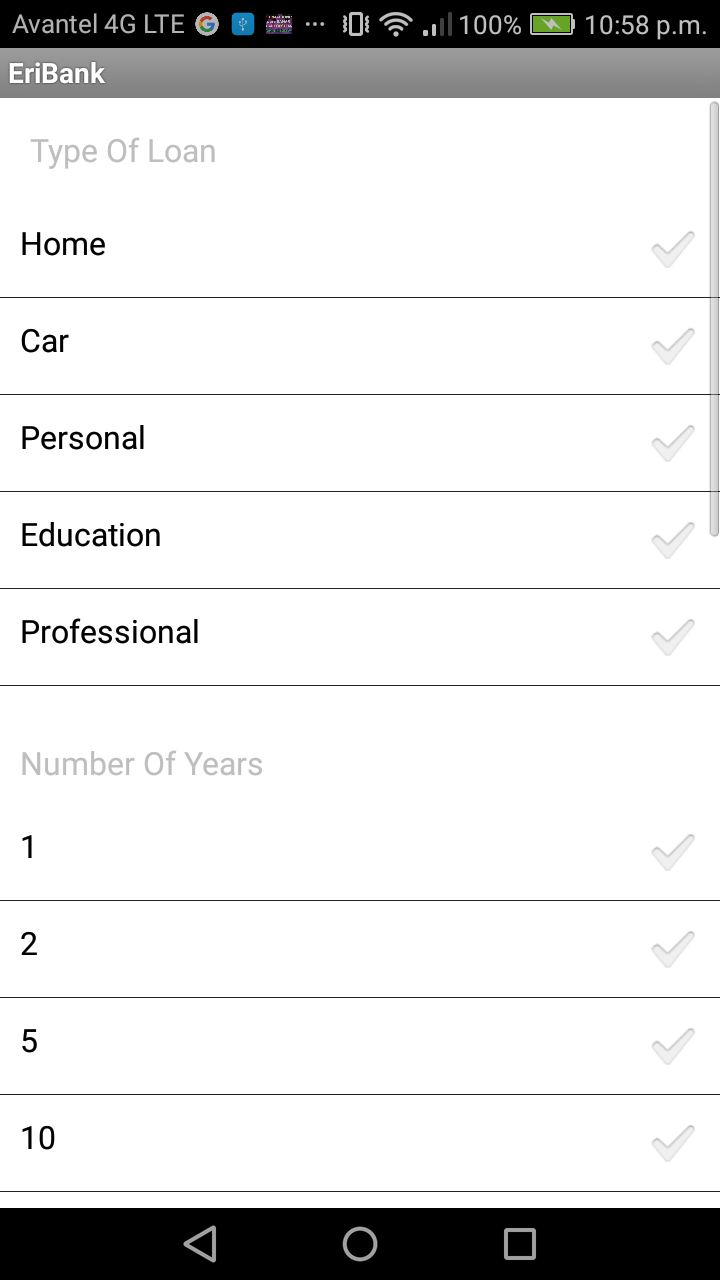 Avantel 4G LTE 100% 10:58 p.m.
EriBank
Type Of Loan
Home
Car
Personal
Education
Professional
Number Of Years
1
2
5
10